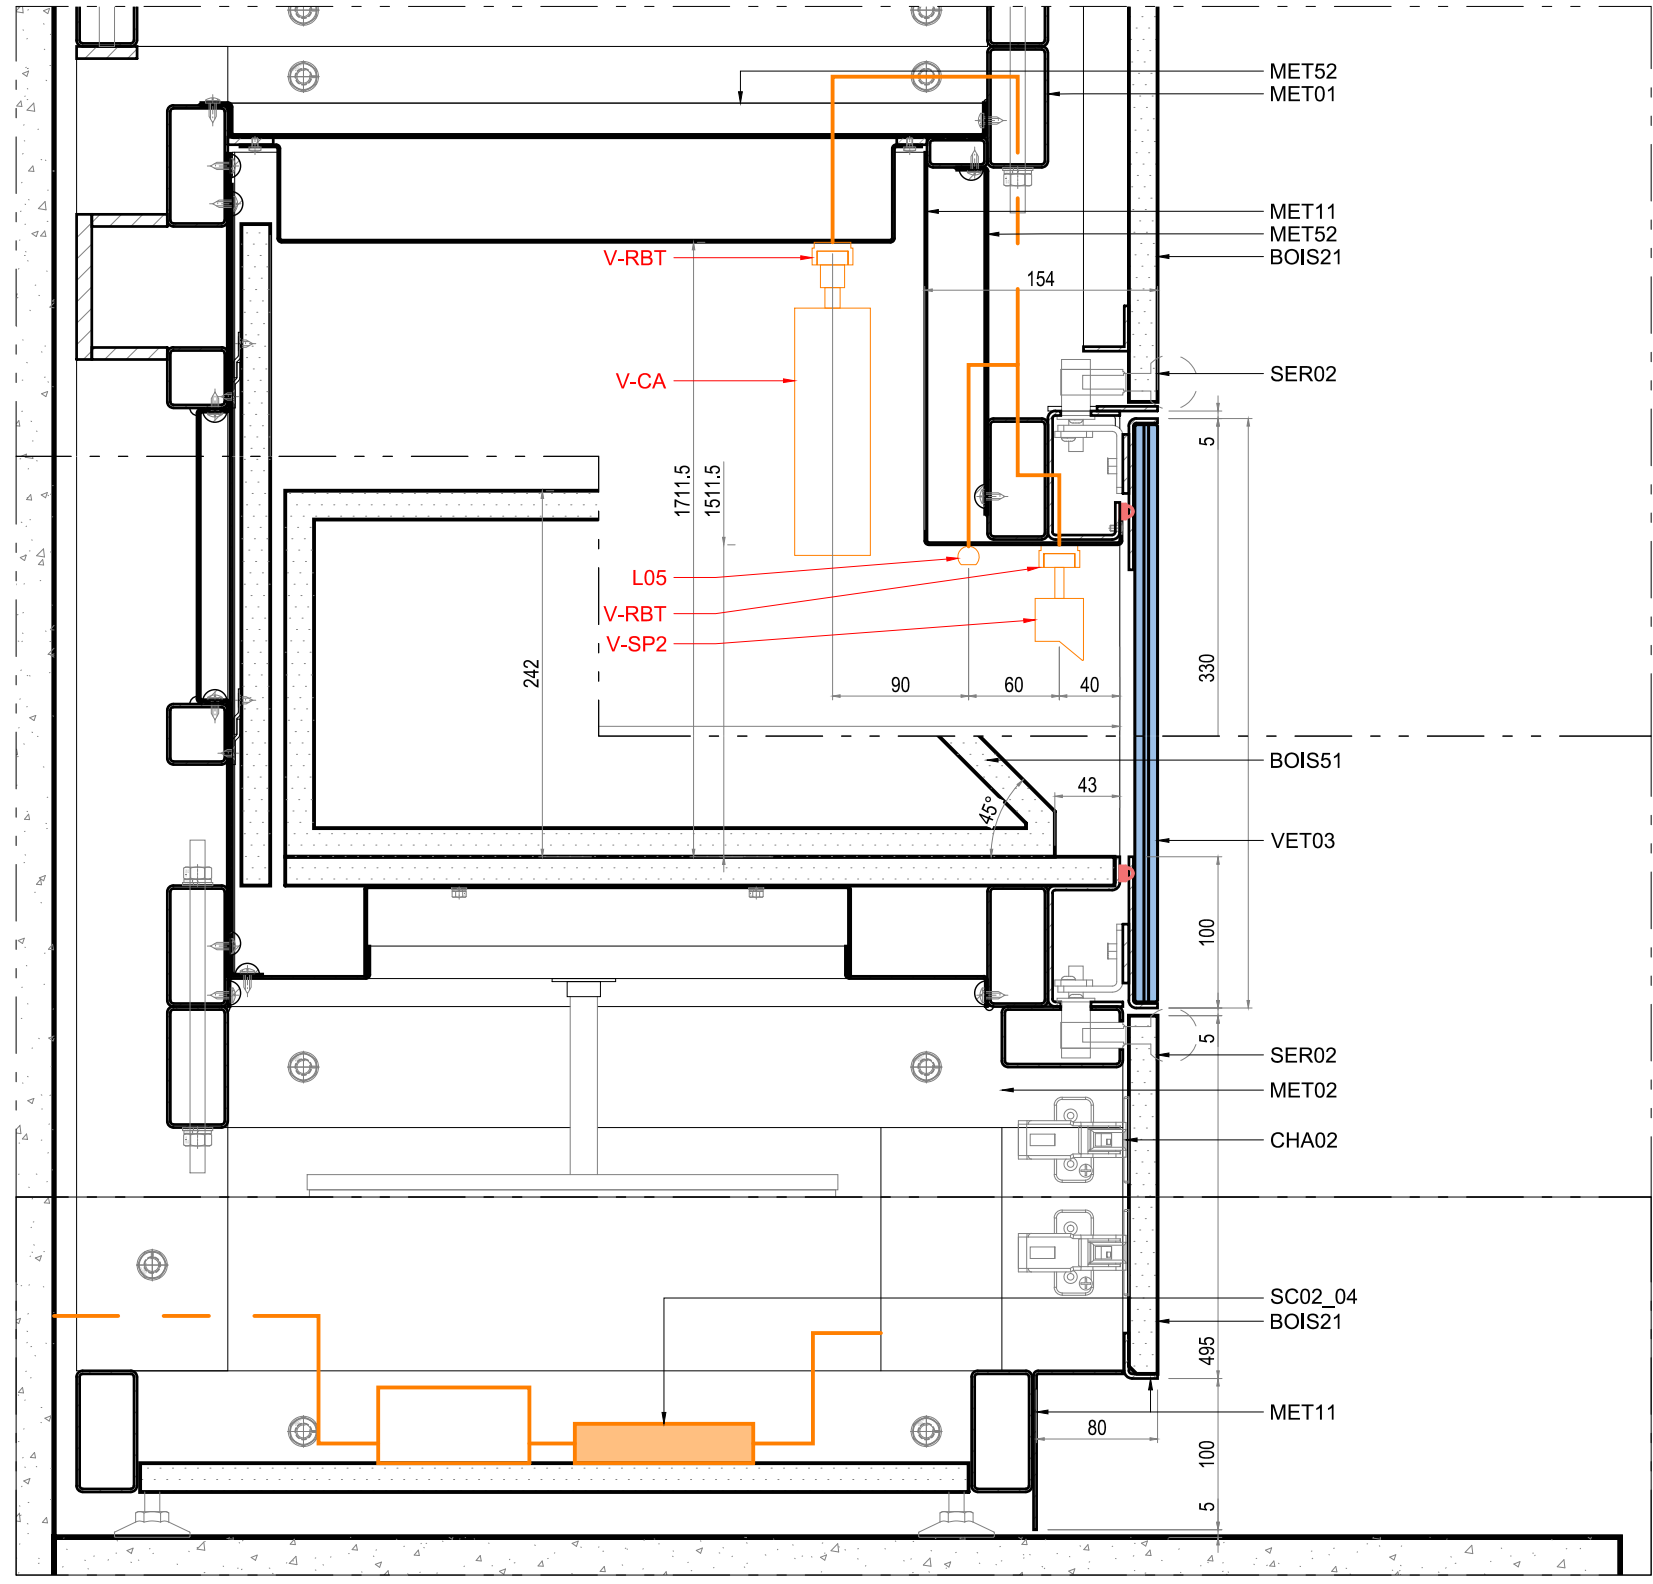 MET52
MET01
MET11
MET52
V-RBT
BOIS21
154
SER02
V-CA
5
1711.5
1511.5
L05
V-RBT
V-SP2
242
330
90
60
40
BOIS51
43
45°
VET03
100
5
SER02
MET02
CHA02
SC02_04
BOIS21
495
MET11
80
100
5